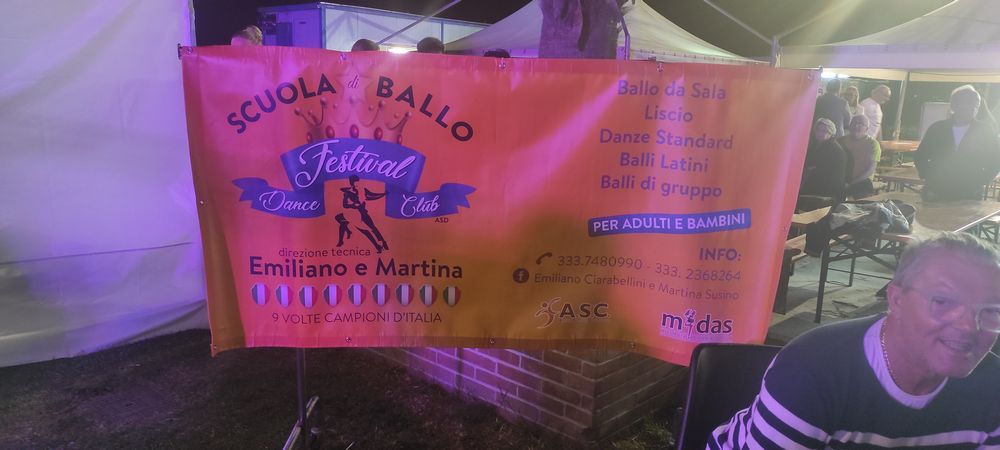 SCUOLA di BALLO
Festival
Dance Club
ASD
direzione tecnica
Emiliano e Martina
9 VOLTE CAMPIONI D'ITALIA
Ballo da Sala
Liscio
Danze Standard
Balli Latini
Balli di gruppo
PER ADULTI E BAMBINI
INFO:
333.7480990 - 333. 2368264
Emiliano Ciarabellini e Martina Susino
A.S.C.
midas